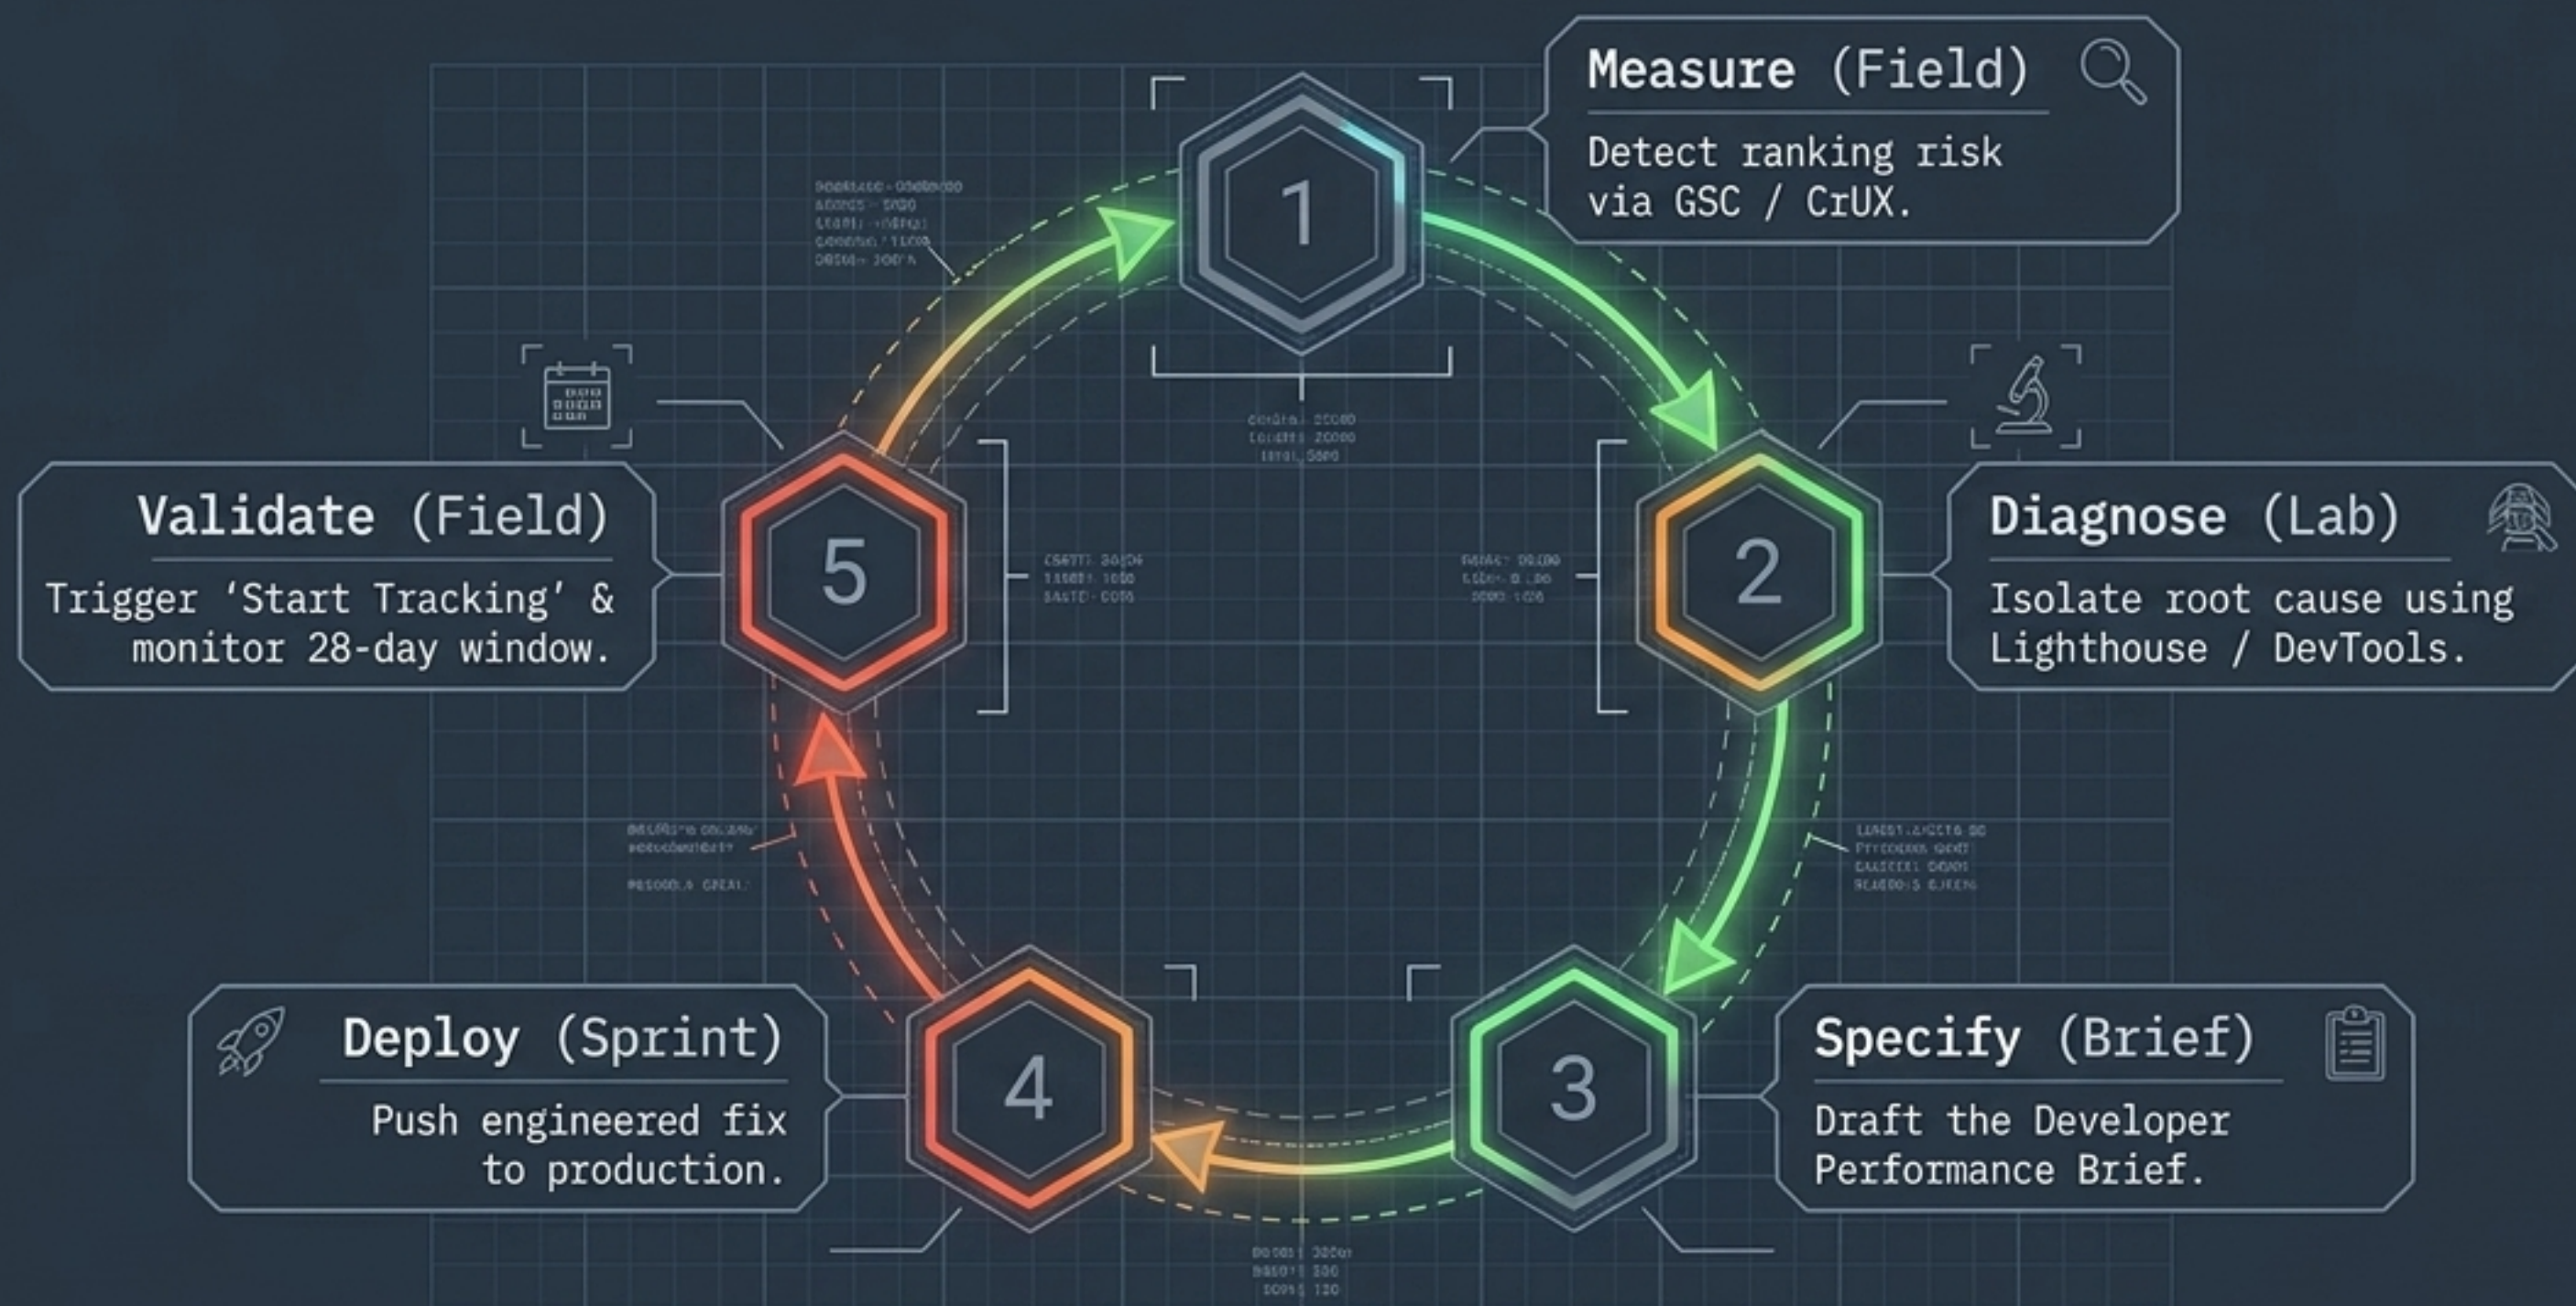 1
Measure (Field)
Detect ranking risk
via GSC / CrUX.
2
Diagnose (Lab)
Isolate root cause using
Lighthouse / DevTools.
3
Specify (Brief)
Draft the Developer
Performance Brief.
4
Deploy (Sprint)
Push engineered fix
to production.
5
Validate (Field)
Trigger ‘Start Tracking’ &
monitor 28-day window.